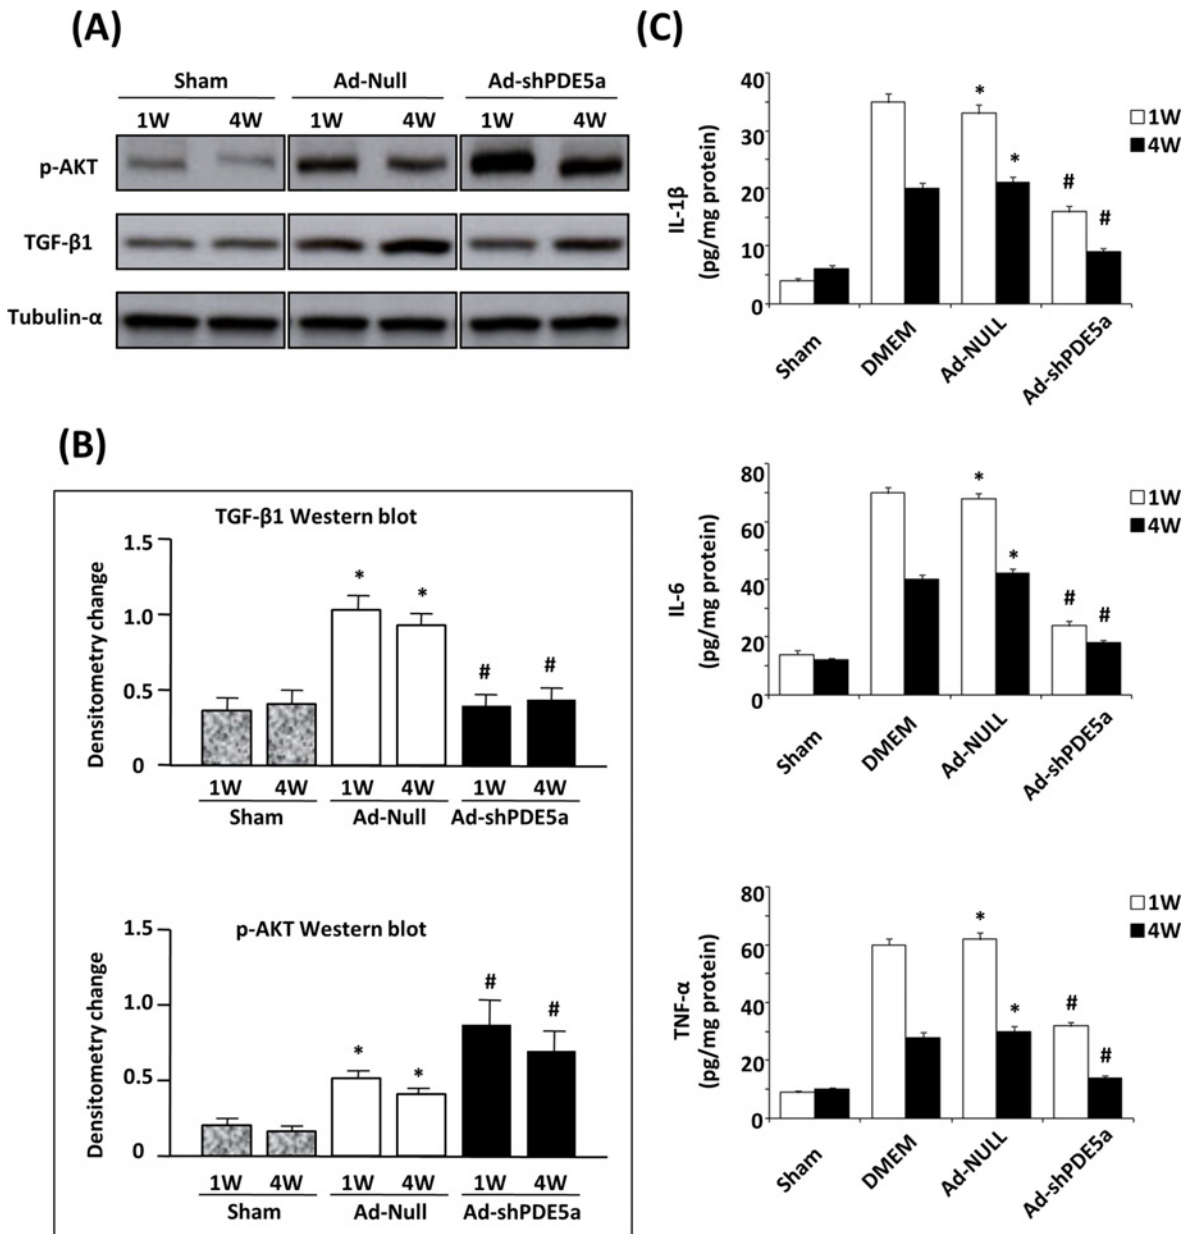 (A)
Sham Ad-Null Ad-shPDE5a
1W 4W 1W 4W 1W 4W
p-AKT
TGF-β1
Tubulin-α
(B)
TGF-β1 Western blot
Densitometry change
1.5
1.0
0.5
0
* * # #
1W 4W 1W 4W 1W 4W
Sham Ad-Null Ad-shPDE5a
p-AKT Western blot
Densitometry change
1.5
1.0
0.5
0
* * # #
1W 4W 1W 4W 1W 4W
Sham Ad-Null Ad-shPDE5a
(C)
IL-1β
(pg/mg protein)
40
30
20
10
0
* * # #
1W
4W
Sham DMEM Ad-NULL Ad-shPDE5a
IL-6
(pg/mg protein)
80
60
40
20
0
* * # #
1W
4W
Sham DMEM Ad-NULL Ad-shPDE5a
TNF-α
(pg/mg protein)
80
60
40
20
0
* * # #
1W
4W
Sham DMEM Ad-NULL Ad-shPDE5a